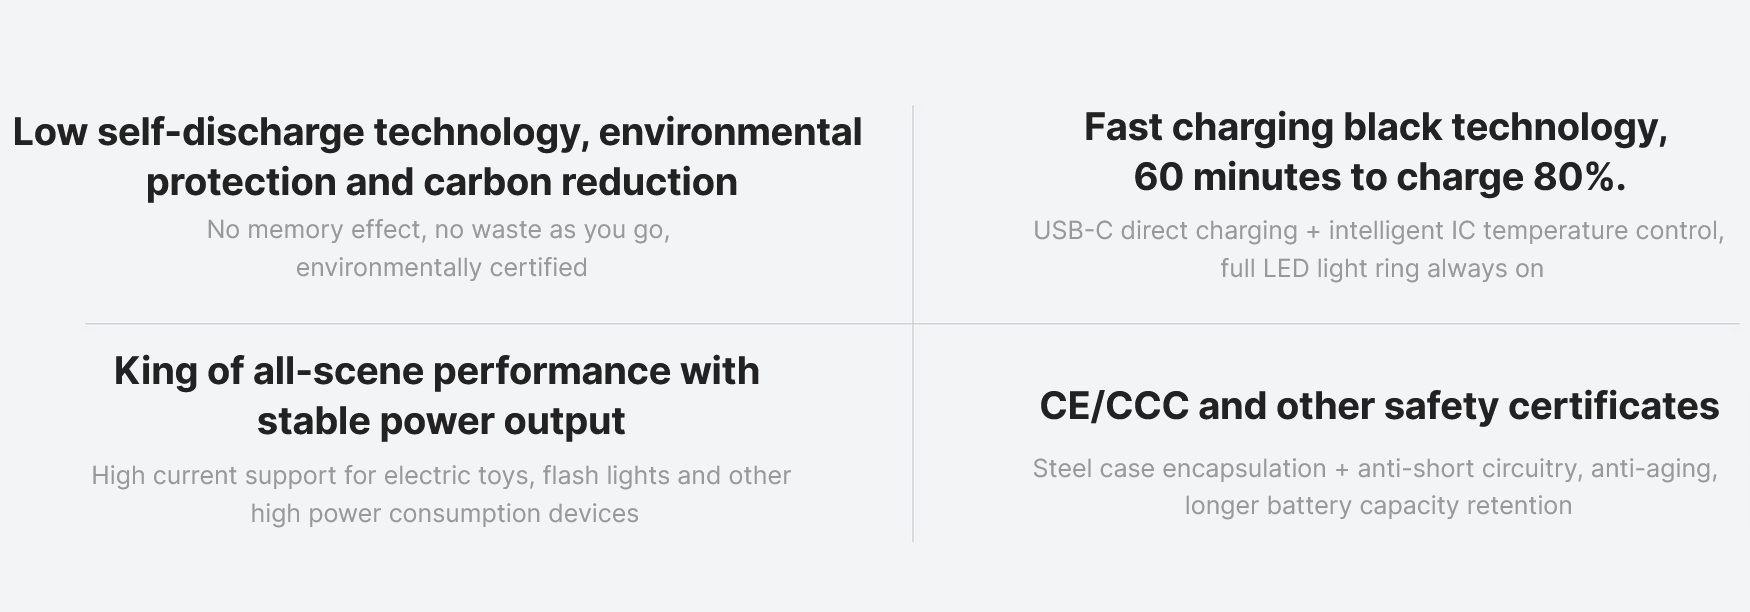 Low self-discharge technology, environmental
protection and carbon reduction
No memory effect, no waste as you go,
environmentally certified
Fast charging black technology,
60 minutes to charge 80%.
USB-C direct charging + intelligent IC temperature control,
full LED light ring always on
King of all-scene performance with
stable power output
High current support for electric toys, flash lights and other
high power consumption devices
CE/CCC and other safety certificates
Steel case encapsulation + anti-short circuitry, anti-aging,
longer battery capacity retention